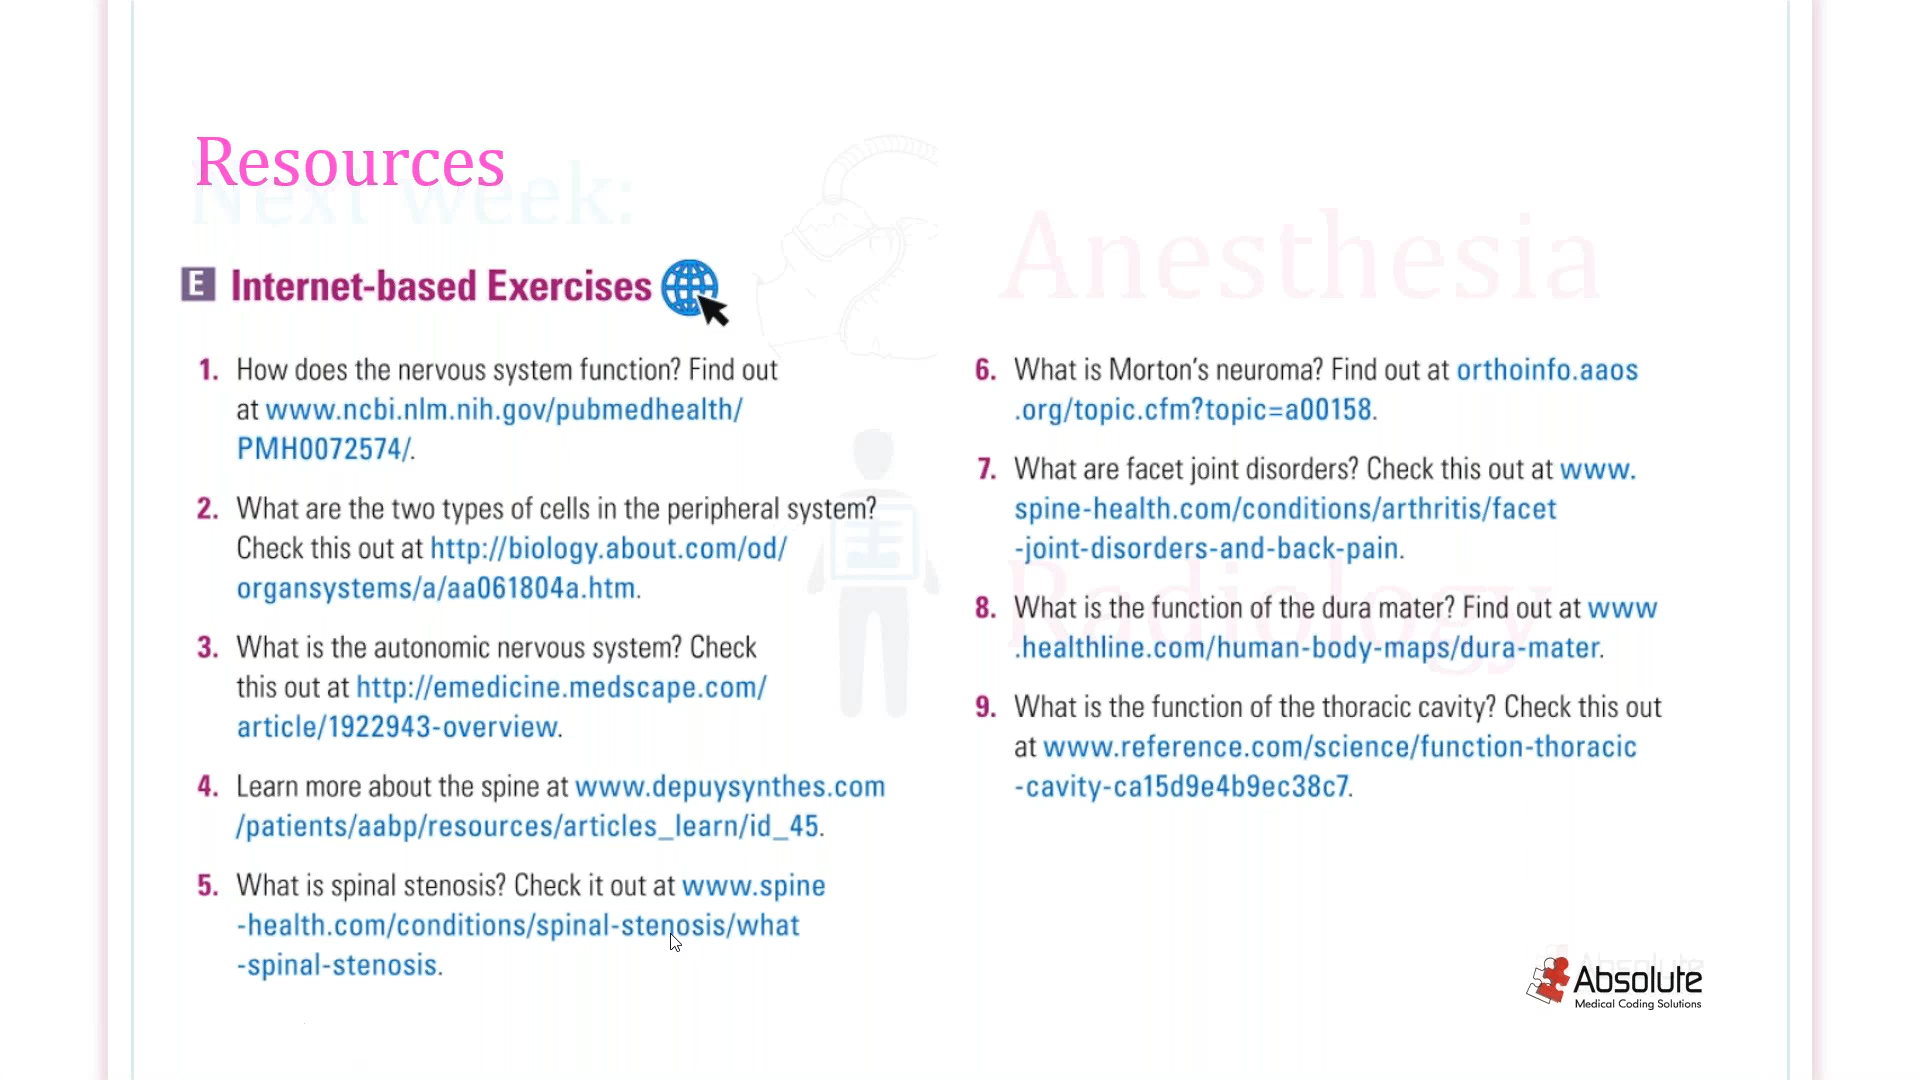 Resources
Next week:
Anesthesia
Radiology
E Internet-based Exercises
1. How does the nervous system function? Find out
at www.ncbi.nlm.nih.gov/pubmedhealth/
PMH0072574/.
2. What are the two types of cells in the peripheral system?
Check this out at http://biology.about.com/od/
organsystems/a/aa061804a.htm.
3. What is the autonomic nervous system? Check
this out at http://emedicine.medscape.com/
article/1922943-overview.
4. Learn more about the spine at www.depuysynthes.com
/patients/aabp/resources/articles_learn/id_45.
5. What is spinal stenosis? Check it out at www.spine
-health.com/conditions/spinal-stenosis/what
-spinal-stenosis.
6. What is Morton's neuroma? Find out at orthoinfo.aaos
.org/topic.cfm?topic=a00158.
7. What are facet joint disorders? Check this out at www.
spine-health.com/conditions/arthritis/facet
-joint-disorders-and-back-pain.
8. What is the function of the dura mater? Find out at www
.healthline.com/human-body-maps/dura-mater.
9. What is the function of the thoracic cavity? Check this out
at www.reference.com/science/function-thoracic
-cavity-ca15d9e4b9ec38c7.
Absolute
Medical Coding Solutions